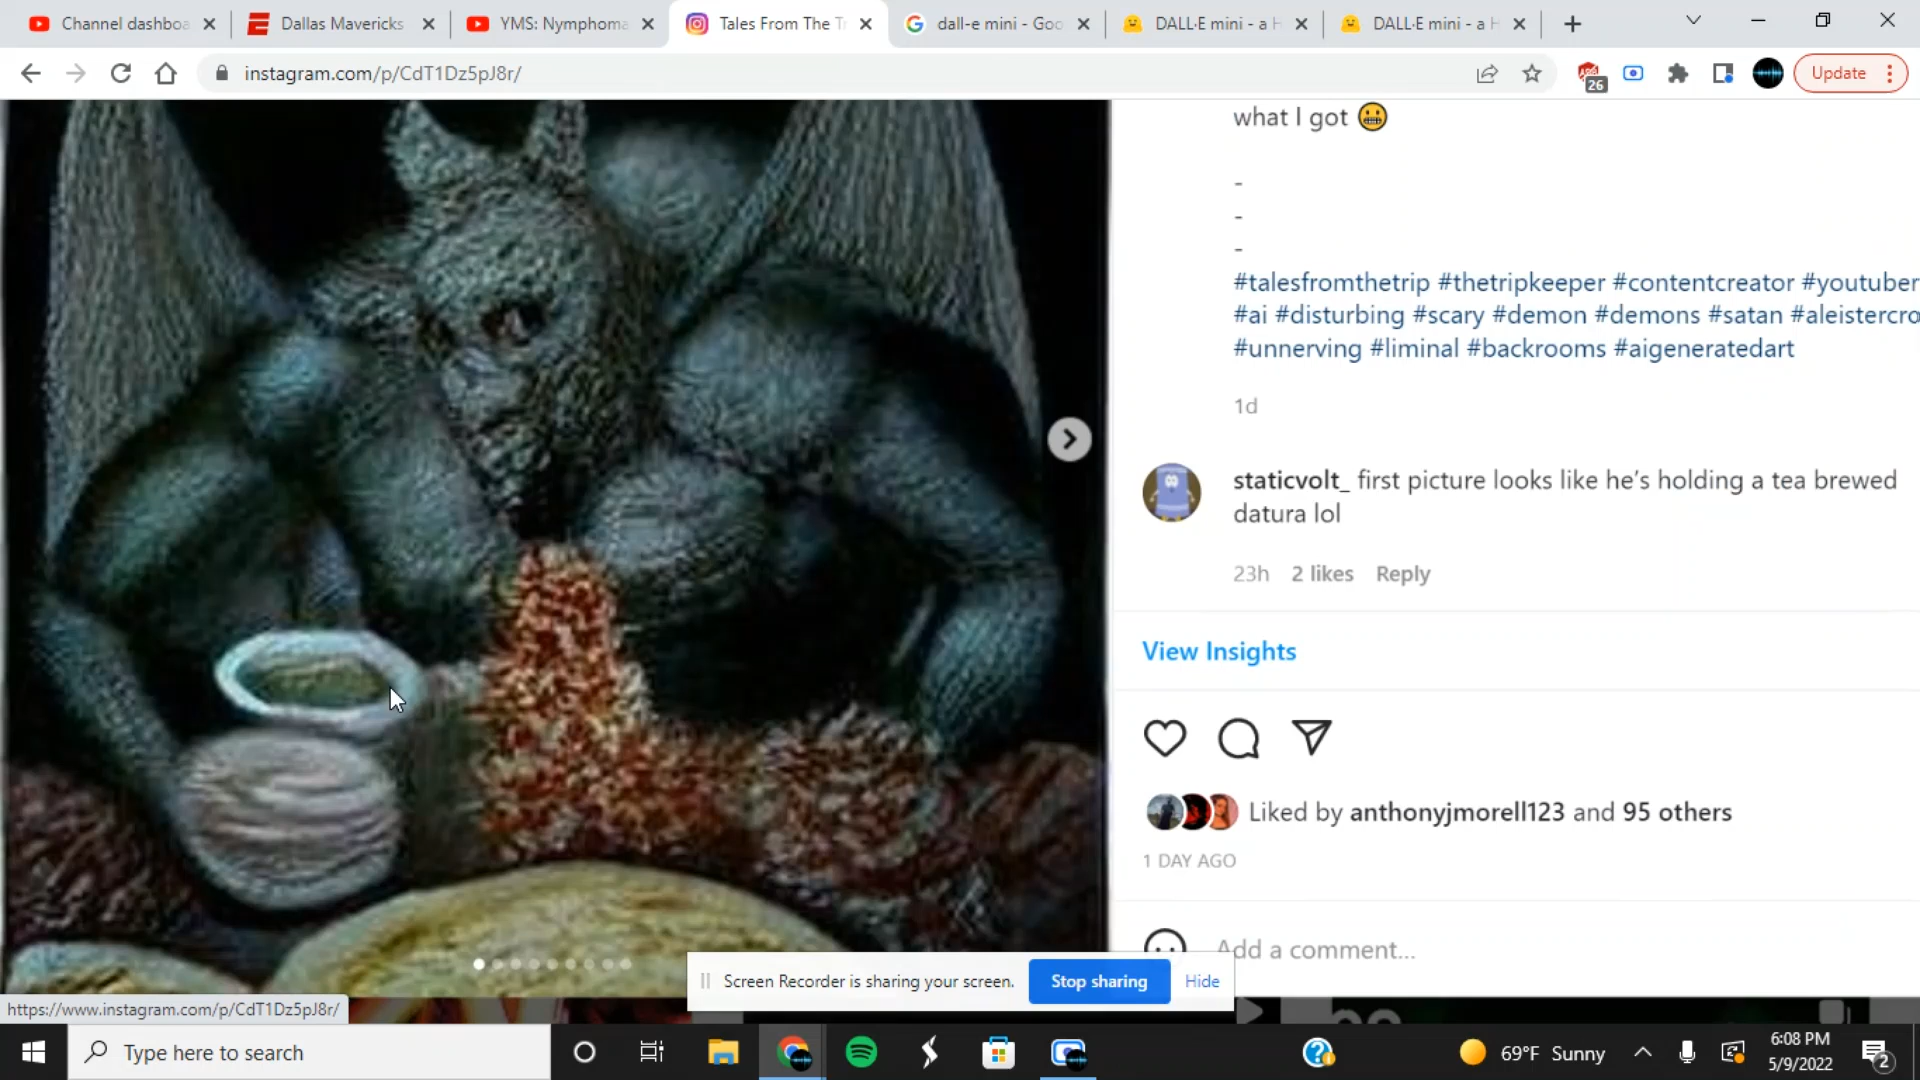 Channel dashboa
Dallas Mavericks
YMS: Nymphoma
Tales From The Tr
dall-e mini - Goo
DALL·E mini - a H
DALL·E mini - a H
instagram.com/p/CdT1Dz5pJ8r/
26
Update
what I got 😬
-
-
-
#talesfromthetrip #thetripkeeper #contentcreator #youtuber
#ai #disturbing #scary #demon #demons #satan #aleistercro
#unnerving #liminal #backrooms #aigeneratedart
1d
staticvolt_ first picture looks like he's holding a tea brewed
datura lol
23h 2 likes Reply
View Insights
Liked by anthonyjmorell123 and 95 others
1 DAY AGO
Add a comment...
Screen Recorder is sharing your screen.
Stop sharing
Hide
https://www.instagram.com/p/CdT1Dz5pJ8r/
Type here to search
69°F Sunny
6:08 PM
5/9/2022
2